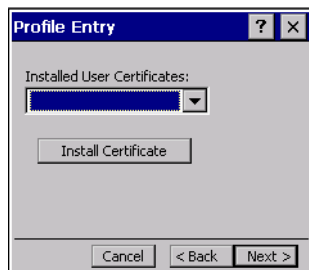 Profile Entry ? ×
Installed User Certificates:
Install Certificate
Cancel < Back Next >